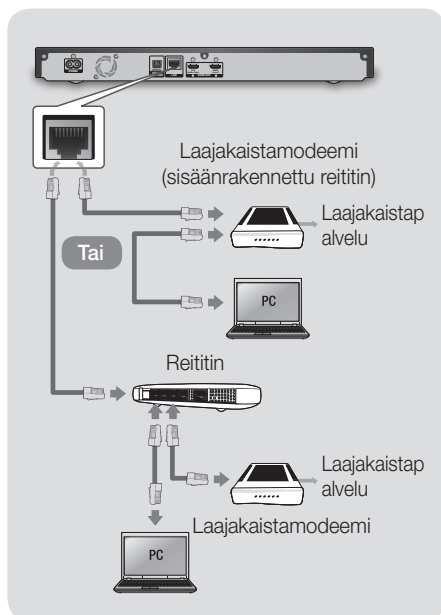 Laajakaistamodeemi
(sisäänrakennettu reititin)
Laajakaistap
alvelu
Tai
PC
Reititin
Laajakaistap
alvelu
Laajakaistamodeemi
PC